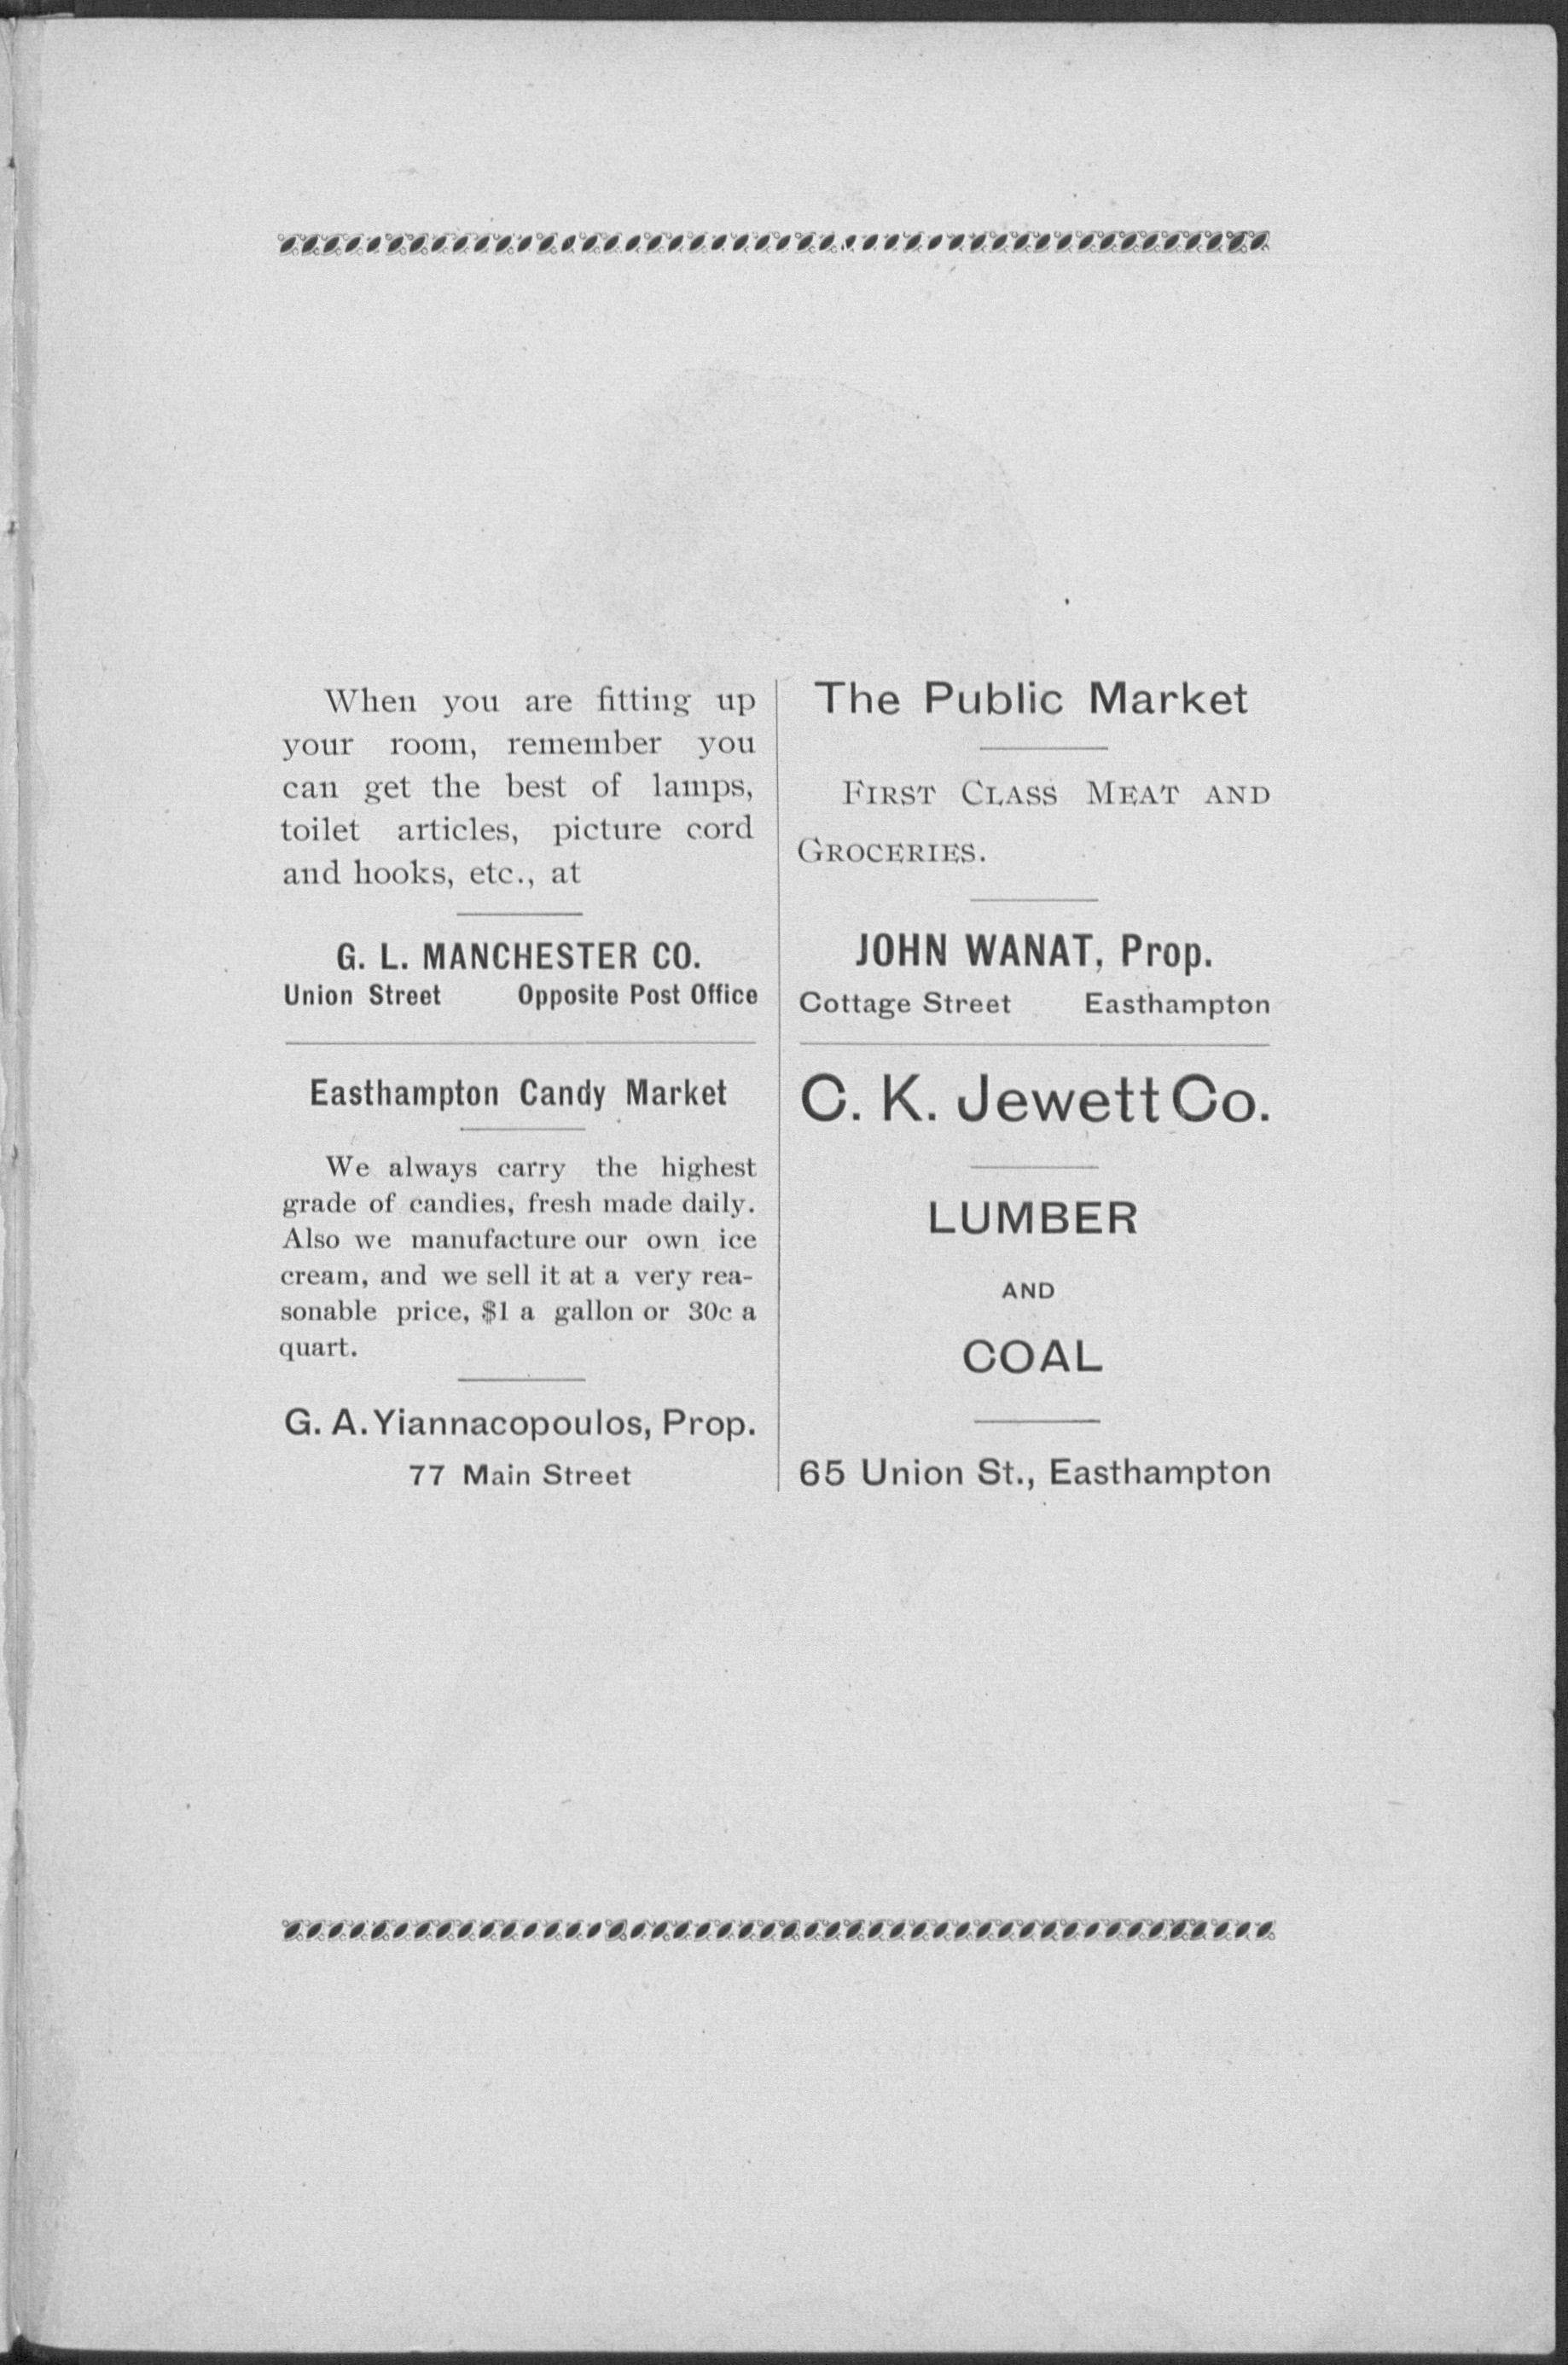 When you are fitting up
your room, remember you
can get the best of lamps,
toilet articles, picture cord
and hooks, etc., at
G. L. MANCHESTER CO.
Union Street Opposite Post Office
Easthampton Candy Market
We always carry the highest
grade of candies, fresh made daily.
Also we manufacture our own ice
cream, and we sell it at a very rea-
sonable price, $1 a gallon or 30c a
quart.
G. A. Yiannacopoulos, Prop.
77 Main Street
The Public Market
FIRST CLASS MEAT AND
GROCERIES.
JOHN WANAT, Prop.
Cottage Street Easthampton
C. K. Jewett Co.
LUMBER
AND
COAL
65 Union St., Easthampton